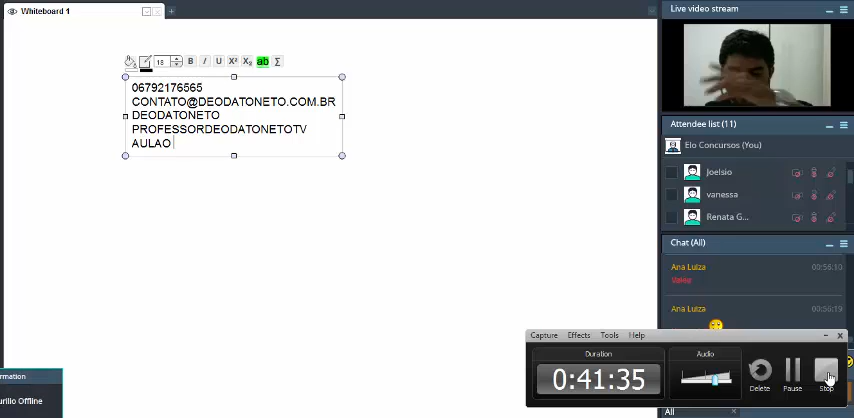 Whiteboard 1
Live video stream
18
B I U X² X₂ ab Σ
06792176565
CONTATO@DEODATONETO.COM.BR
DEODATONETO
PROFESSORDEODATONETOTV
AULAO
Attendee list (11)
Elo Concursos (You)
Joelsio
vanessa
Renata G...
Chat (All)
Ana Luiza 00:56:10
Ana Luiza 00:56:19
Capture Effects Tools Help
Duration
Audio
0:41:35
Delete
Pause
Stop
rmation
urilio Offline
All